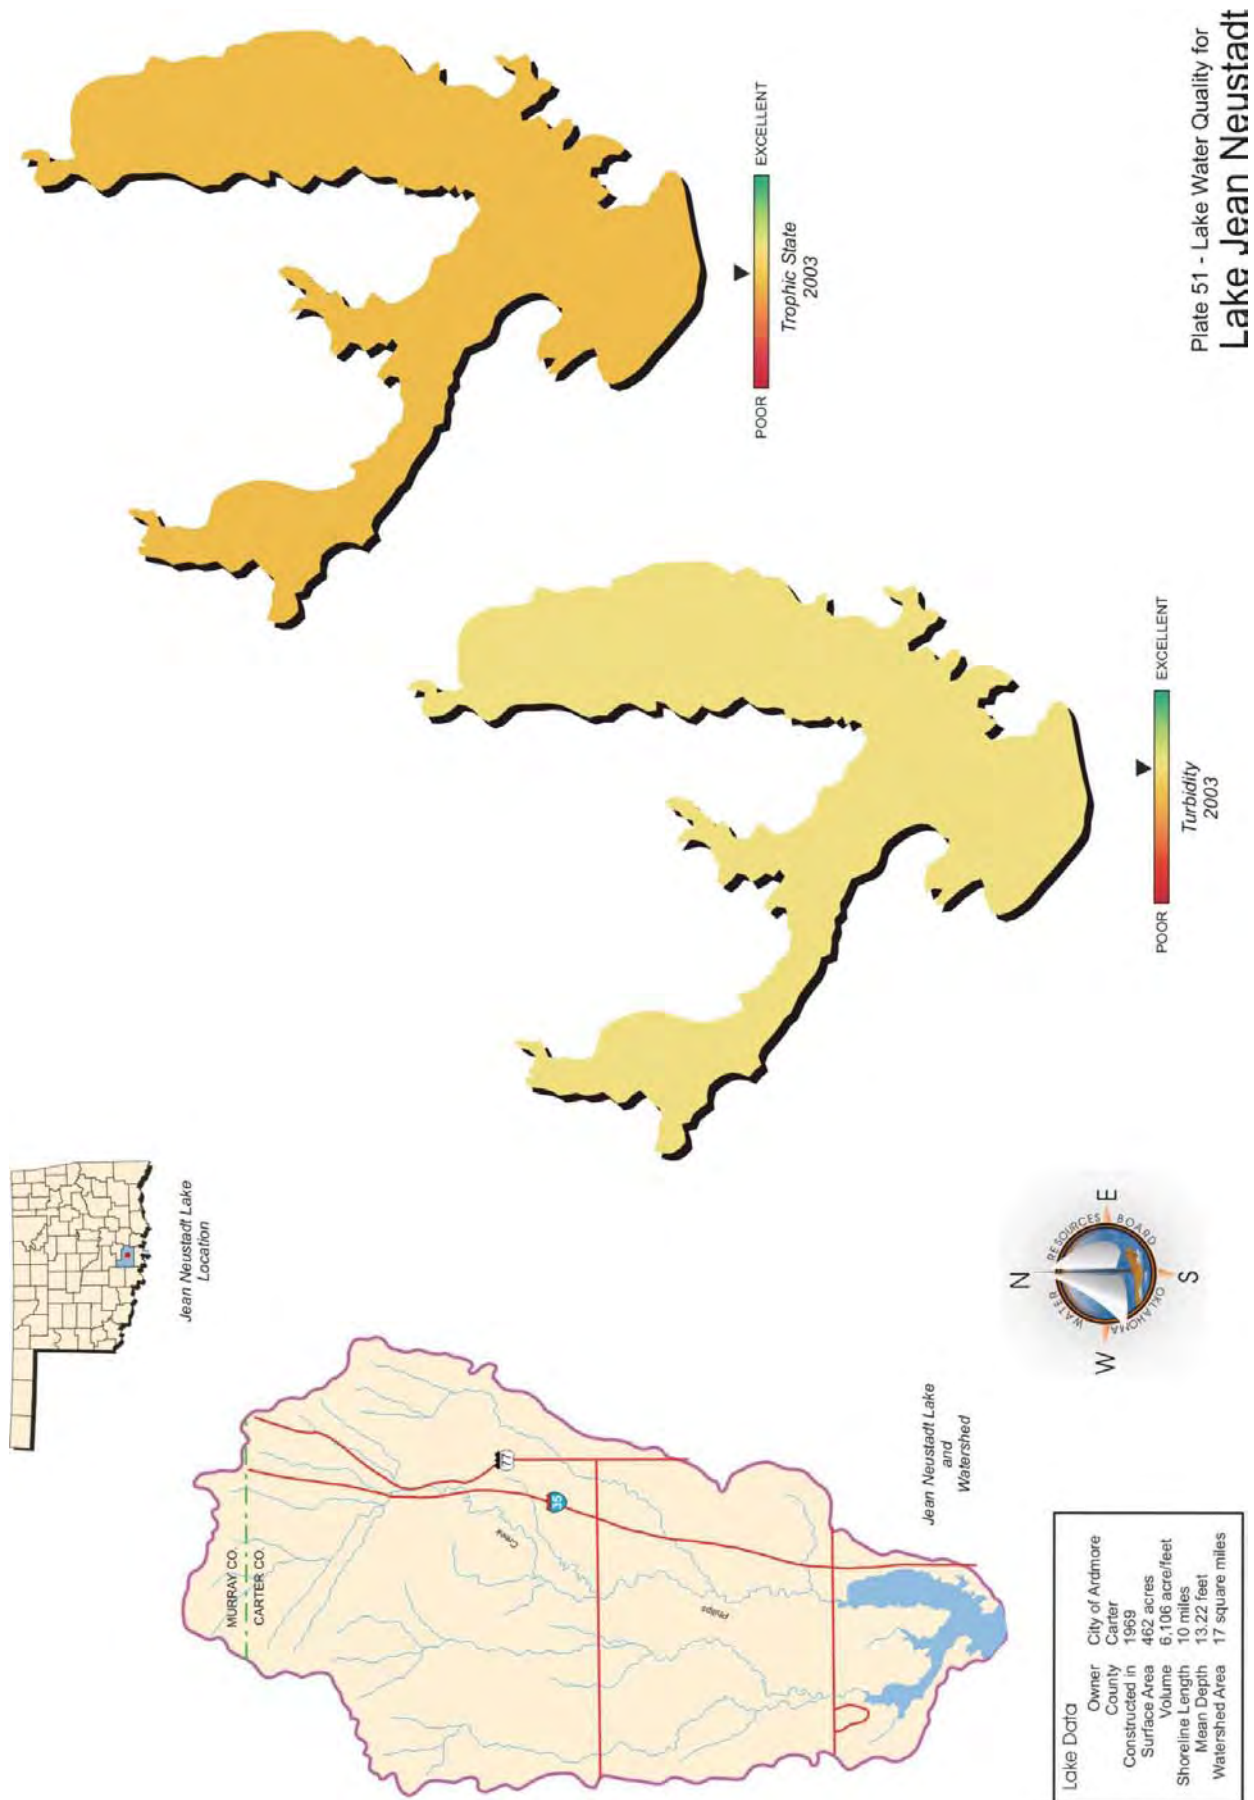 Plate 51 - Lake Water Quality for
Lake Jean Neustadt
POOR
EXCELLENT
Trophic State
2003
POOR
EXCELLENT
Turbidity
2003
Jean Neustadt Lake
Location
MURRAY CO.
CARTER CO.
77
35
Creek
Phillips
Jean Neustadt Lake
and
Watershed
N
W
E
S
WATER RESOURCES BOARD
OKLAHOMA
Lake Data
Owner City of Ardmore
County Carter
Constructed in 1969
Surface Area 462 acres
Volume 6,106 acre/feet
Shoreline Length 10 miles
Mean Depth 13.22 feet
Watershed Area 17 square miles